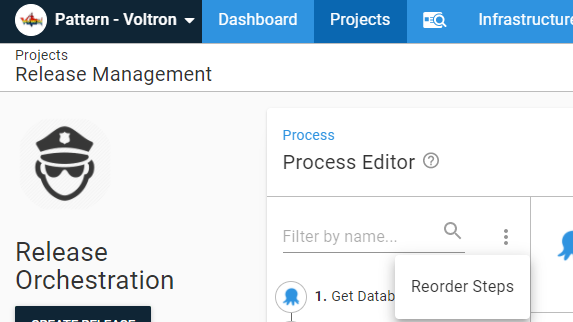 Pattern - Voltron
Dashboard
Projects
Infrastructure
Projects
Release Management
Process
Process Editor
Filter by name...
Reorder Steps
1. Get Datab
Release
Orchestration
CREATE RELEASE